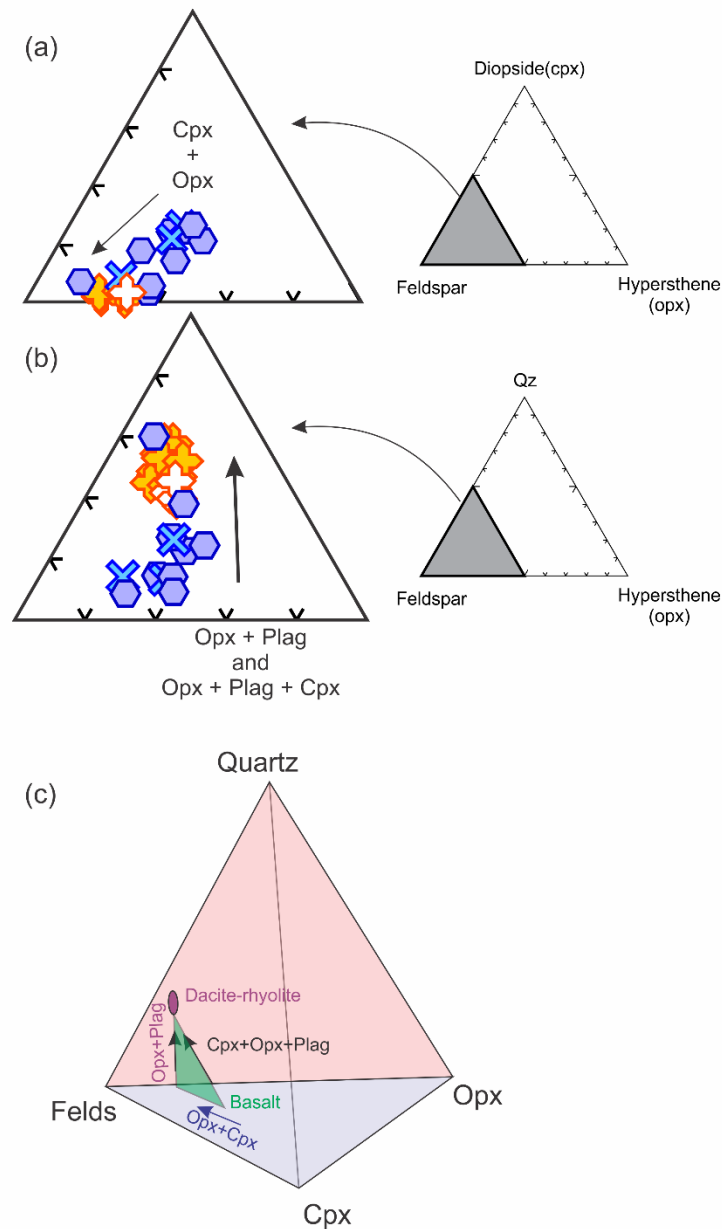 (a)
Cpx
+
Opx
Diopside(cpx)
Feldspar
Hypersthene
(opx)
(b)
Qz
Feldspar
Hypersthene
(opx)
Opx + Plag
and
Opx + Plag + Cpx
(c)
Quartz
Dacite-rhyolite
Opx+Plag
Cpx+Opx+Plag
Felds
Basalt
Opx
Opx+Cpx
Cpx